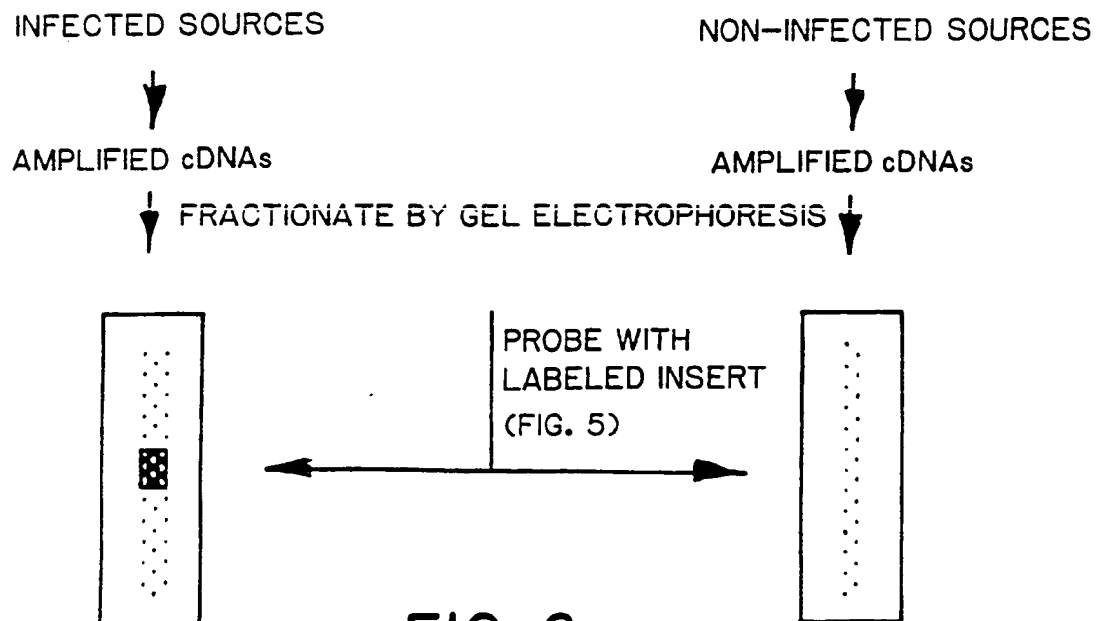 INFECTED SOURCES
NON-INFECTED SOURCES
AMPLIFIED cDNAs
AMPLIFIED cDNAs
FRACTIONATE BY GEL ELECTROPHORESIS
PROBE WITH
LABELED INSERT
(FIG. 5)
FIG.